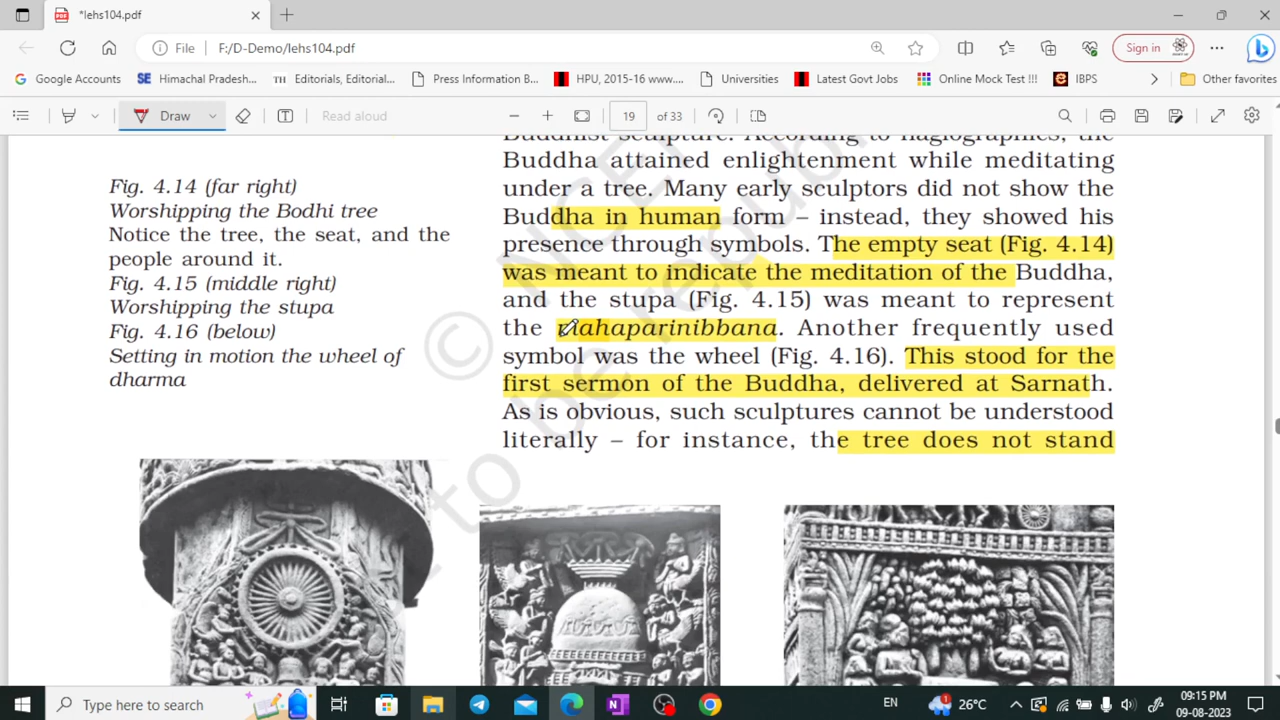 *lehs104.pdf
File
F:/D-Demo/lehs104.pdf
Sign in
Google Accounts
SE Himachal Pradesh...
TH Editorials, Editorial...
Press Information B...
HPU, 2015-16 www....
Universities
Latest Govt Jobs
Online Mock Test !!!
IBPS
Other favorites
Draw
Read aloud
19 of 33
Buddhist sculpture. According to hagiographies, the
Buddha attained enlightenment while meditating
under a tree. Many early sculptors did not show the
Buddha in human form – instead, they showed his
presence through symbols. The empty seat (Fig. 4.14)
was meant to indicate the meditation of the Buddha,
and the stupa (Fig. 4.15) was meant to represent
the mahaparinibbana. Another frequently used
symbol was the wheel (Fig. 4.16). This stood for the
first sermon of the Buddha, delivered at Sarnath.
As is obvious, such sculptures cannot be understood
literally – for instance, the tree does not stand
Fig. 4.14 (far right)
Worshipping the Bodhi tree
Notice the tree, the seat, and the
people around it.
Fig. 4.15 (middle right)
Worshipping the stupa
Fig. 4.16 (below)
Setting in motion the wheel of
dharma
Type here to search
1
26°C
EN
09:15 PM
09-08-2023